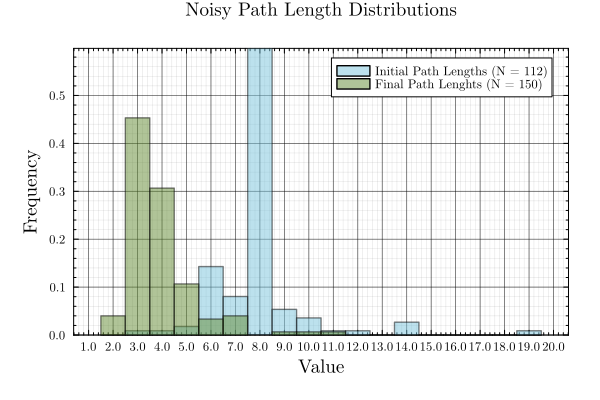 Noisy Path Length Distributions
Initial Path Lengths (N = 112)
Final Path Lenghts (N = 150)
0.5
0.4
0.3
0.2
0.1
0.0
Frequency
1.0 2.0 3.0 4.0 5.0 6.0 7.0 8.0 9.0 10.0 11.0 12.0 13.0 14.0 15.0 16.0 17.0 18.0 19.0 20.0
Value